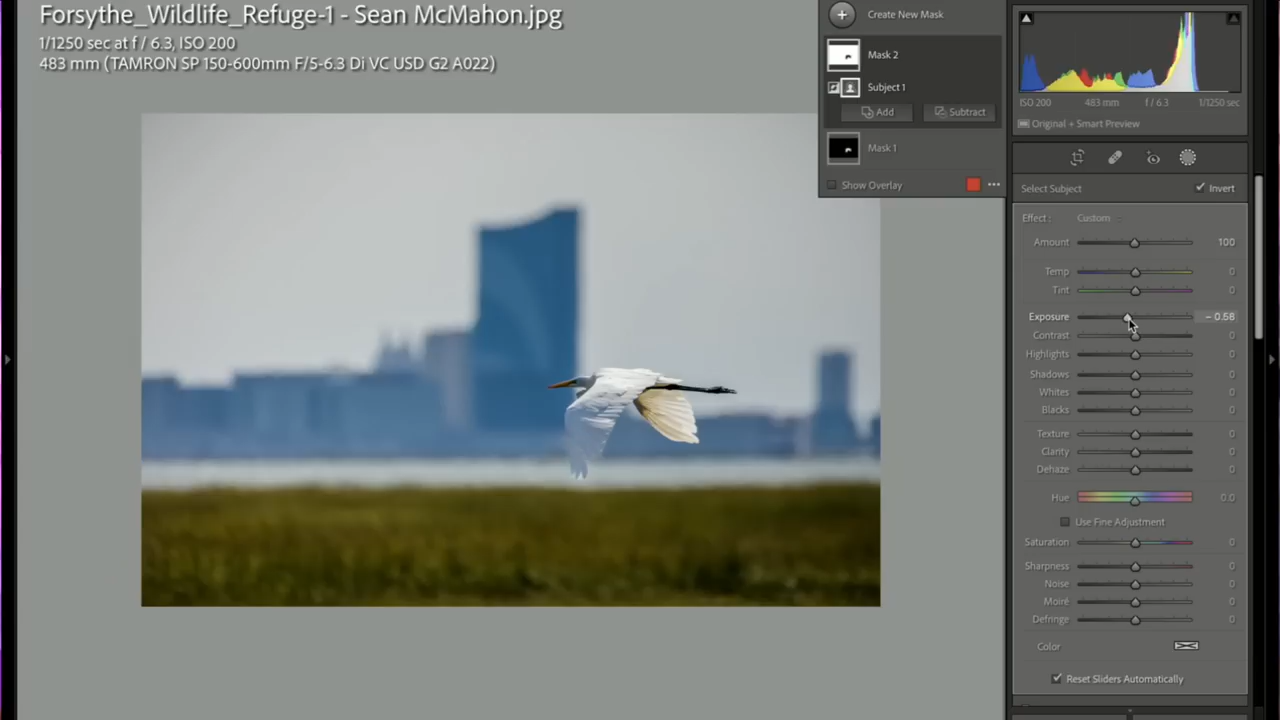 Forsythe_Wildlife_Refuge-1 - Sean McMahon.jpg
1/1250 sec at f / 6.3, ISO 200
483 mm (TAMRON SP 150-600mm F/5-6.3 Di VC USD G2 A022)
Create New Mask
Mask 2
Subject 1
Add Subtract
Mask 1
Show Overlay
ISO 200 483 mm f / 6.3 1/1250 sec
Original + Smart Preview
Select Subject Invert
Effect : Custom
Amount 100
Temp 0
Tint 0
Exposure – 0.58
Contrast 0
Highlights 0
Shadows 0
Whites 0
Blacks 0
Texture 0
Clarity 0
Dehaze 0
Hue 0.0
Use Fine Adjustment
Saturation 0
Sharpness 0
Noise 0
Moiré 0
Defringe 0
Color
Reset Sliders Automatically